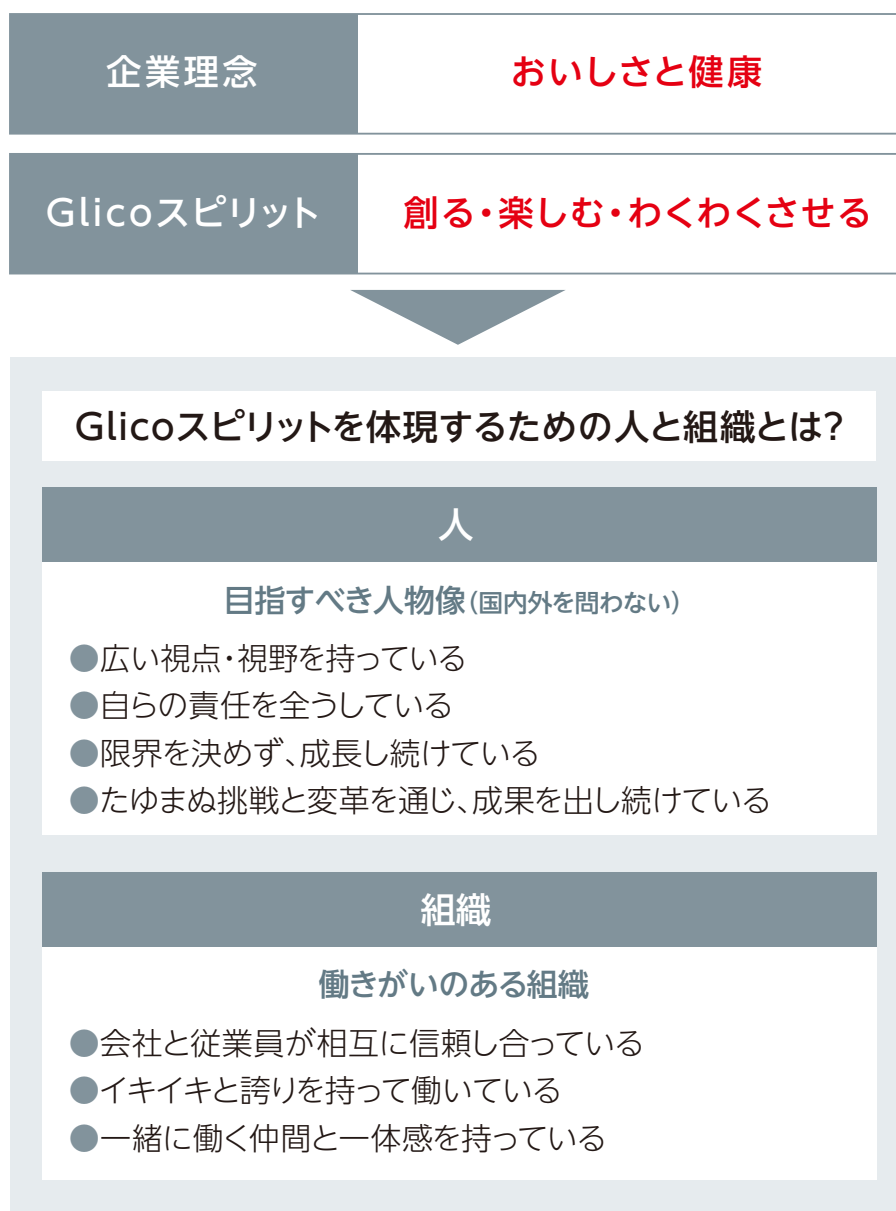 企業理念
おいしさと健康
Glicoスピリット
創る・楽しむ・わくわくさせる
Glicoスピリットを体現するための人と組織とは?
人
目指すべき人物像(国内外を問わない)
●広い視点・視野を持っている
●自らの責任を全うしている
●限界を決めず、成長し続けている
●たゆまぬ挑戦と変革を通じ、成果を出し続けている
組織
働きがいのある組織
●会社と従業員が相互に信頼し合っている
●イキイキと誇りを持って働いている
●一緒に働く仲間と一体感を持っている